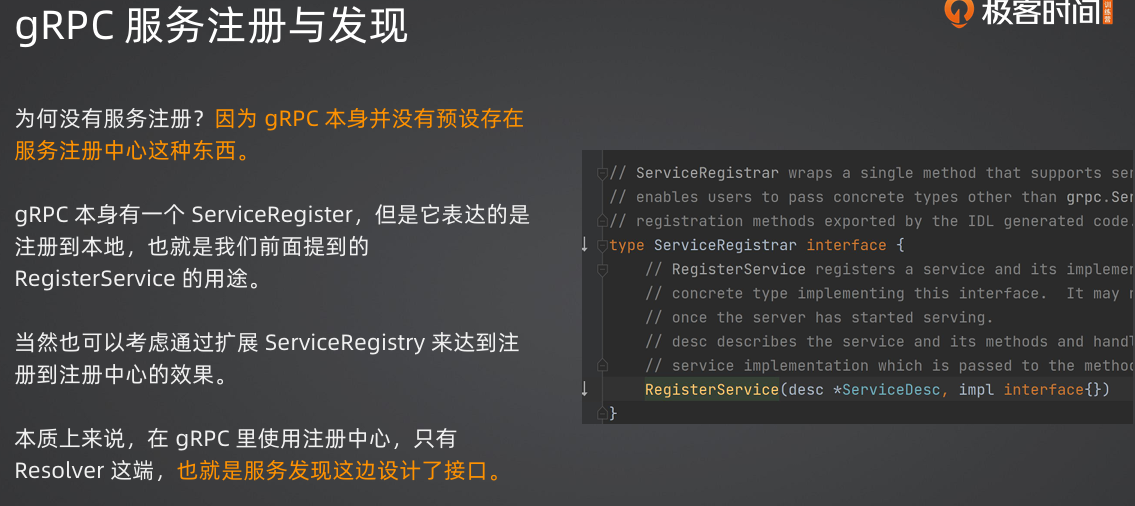 gRPC 服务注册与发现
极客时间
训练营
为何没有服务注册？因为 gRPC 本身并没有预设存在
服务注册中心这种东西。
gRPC 本身有一个 ServiceRegister，但是它表达的是
注册到本地，也就是我们前面提到的
RegisterService 的用途。
当然也可以考虑通过扩展 ServiceRegistry 来达到注
册到注册中心的效果。
本质上来说，在 gRPC 里使用注册中心，只有
Resolver 这端，也就是服务发现这边设计了接口。
// ServiceRegistrar wraps a single method that supports ser
// enables users to pass concrete types other than grpc.Ser
// registration methods exported by the IDL generated code.
type ServiceRegistrar interface {
// RegisterService registers a service and its implemen
// concrete type implementing this interface.  It may n
// once the server has started serving.
// desc describes the service and its methods and handl
// service implementation which is passed to the method
RegisterService(desc *ServiceDesc, impl interface{})
}